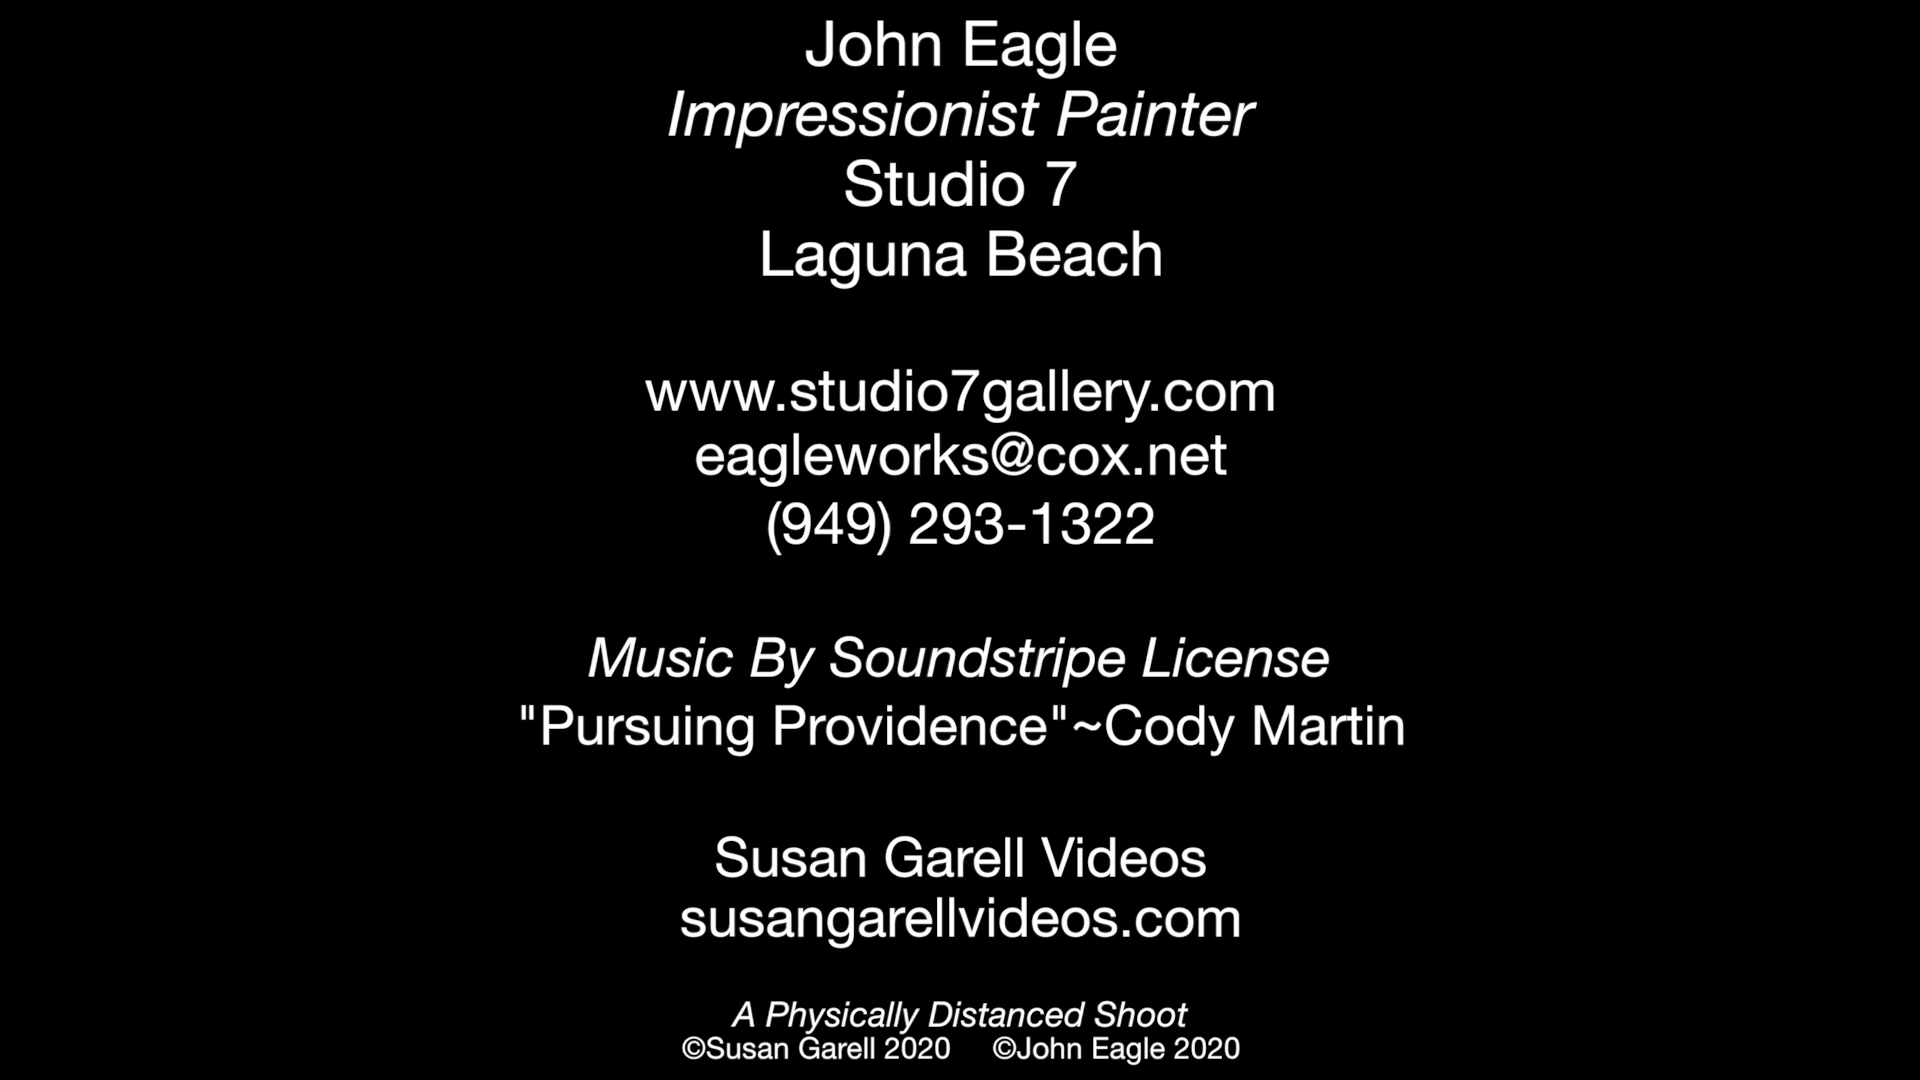 John Eagle
Impressionist Painter
Studio 7
Laguna Beach
www.studio7gallery.com
eagleworks@cox.net
(949) 293-1322
Music By Soundstripe License
"Pursuing Providence"~Cody Martin
Susan Garell Videos
susangarellvideos.com
A Physically Distanced Shoot
©Susan Garell 2020 ©John Eagle 2020